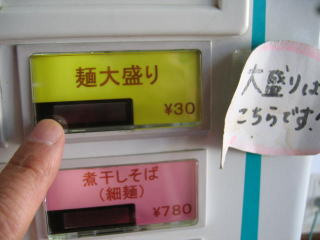 麺大盛り
¥30
煮干しそば
(細麺)
¥780
大盛りは
こちらです